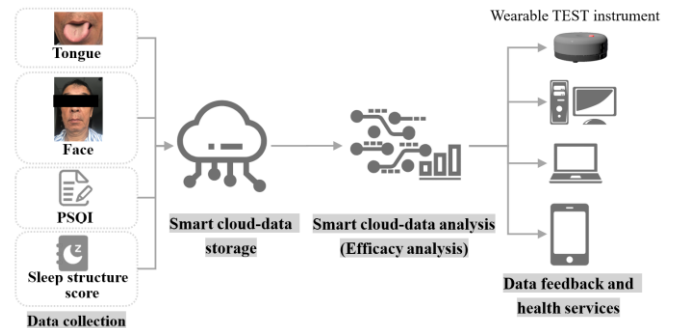 Wearable TEST instrument
Tongue
Face
PSQI
Sleep structure
score
Data collection
Smart cloud-data
storage
Smart cloud-data analysis
(Efficacy analysis)
Data feedback and
health services